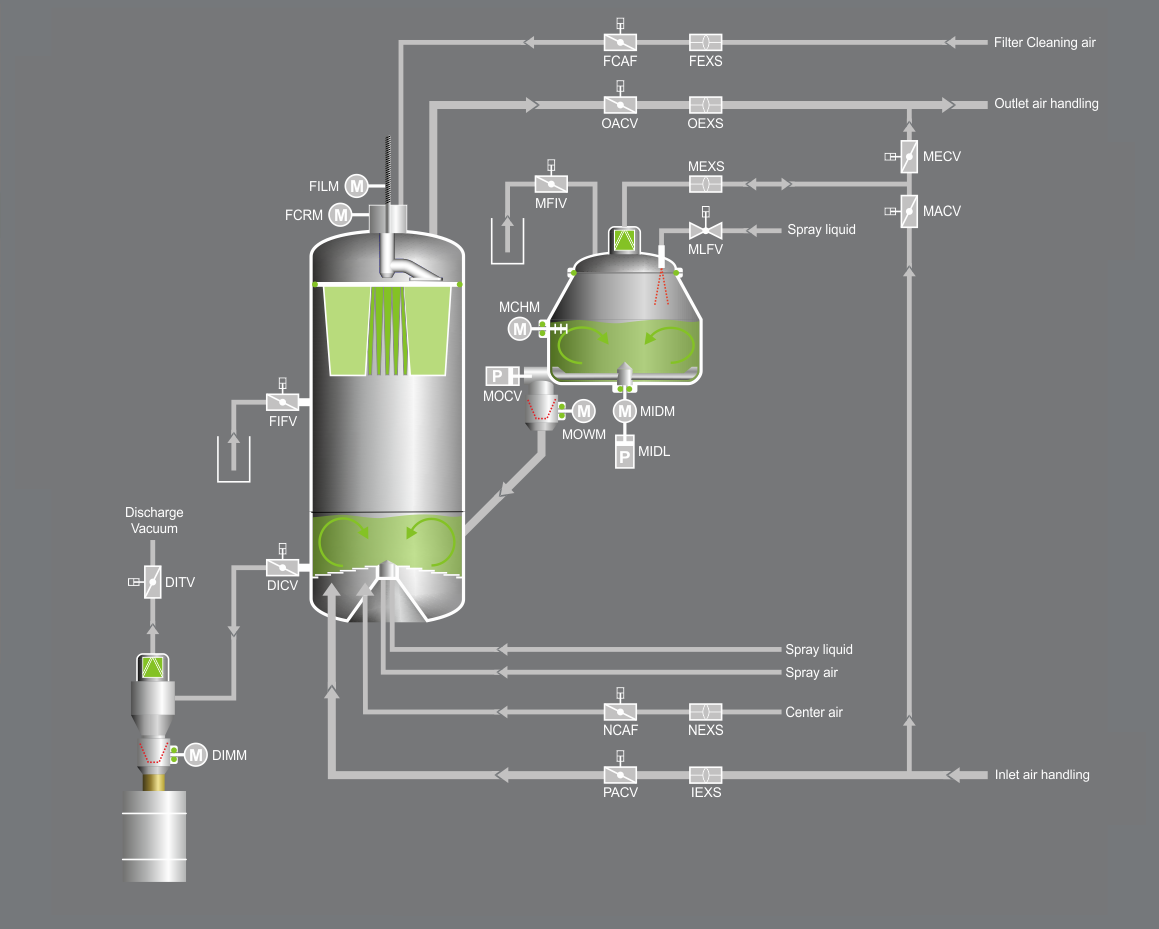 Filter Cleaning air
FCAF
FEXS
Outlet air handling
OACV
OEXS
MECV
MEXS
FILM
M
MFIV
MACV
FCRM
M
Spray liquid
MLFV
MCHM
M
P
MOCV
M
M
MIDM
FIFV
MOWM
P
MIDL
Discharge
Vacuum
DITV
DICV
Spray liquid
Spray air
Center air
NCAF
NEXS
M
DIMM
Inlet air handling
PACV
IEXS